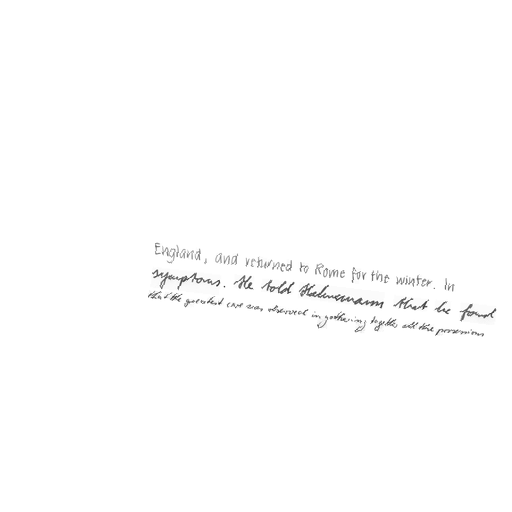 England, and returned to Rome for the winter. In
symptoms. He told Hahnemann that he found
that the greatest care was observed in gathering together all the possessions